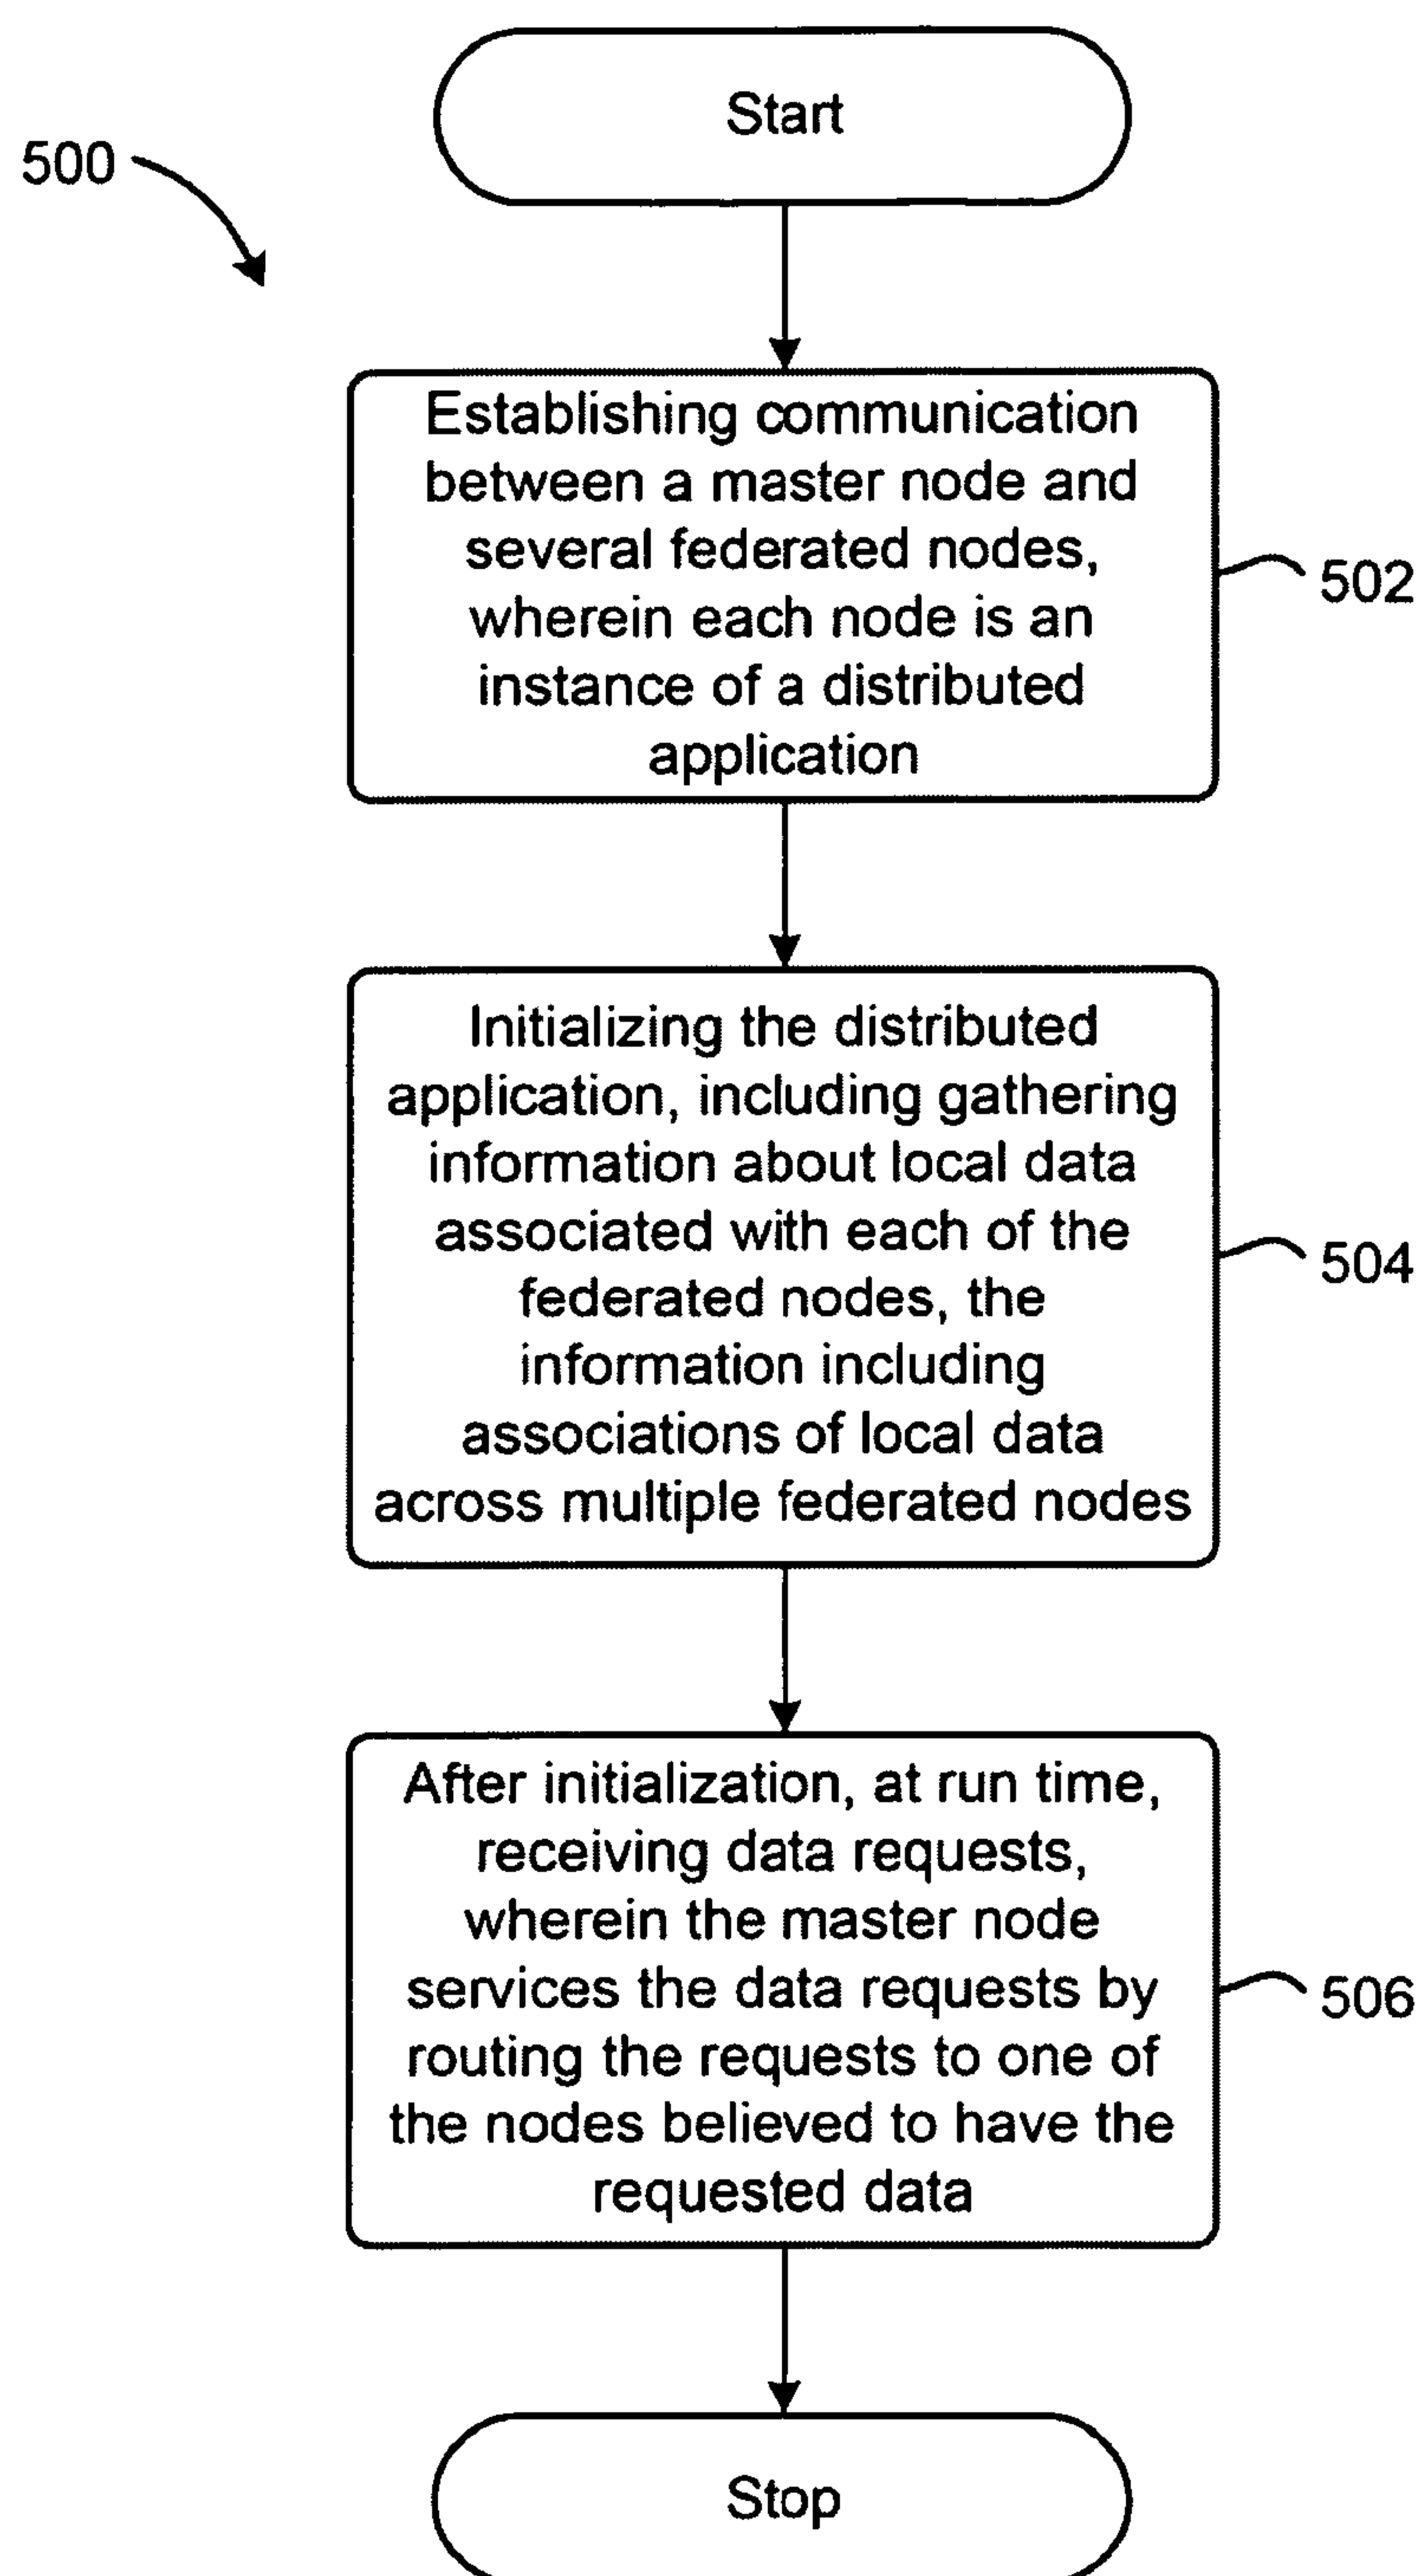 Start
500
Establishing communication
between a master node and
several federated nodes,
wherein each node is an
instance of a distributed
application
502
Initializing the distributed
application, including gathering
information about local data
associated with each of the
federated nodes, the
information including
associations of local data
across multiple federated nodes
504
After initialization, at run time,
receiving data requests,
wherein the master node
services the data requests by
routing the requests to one of
the nodes believed to have the
requested data
506
Stop